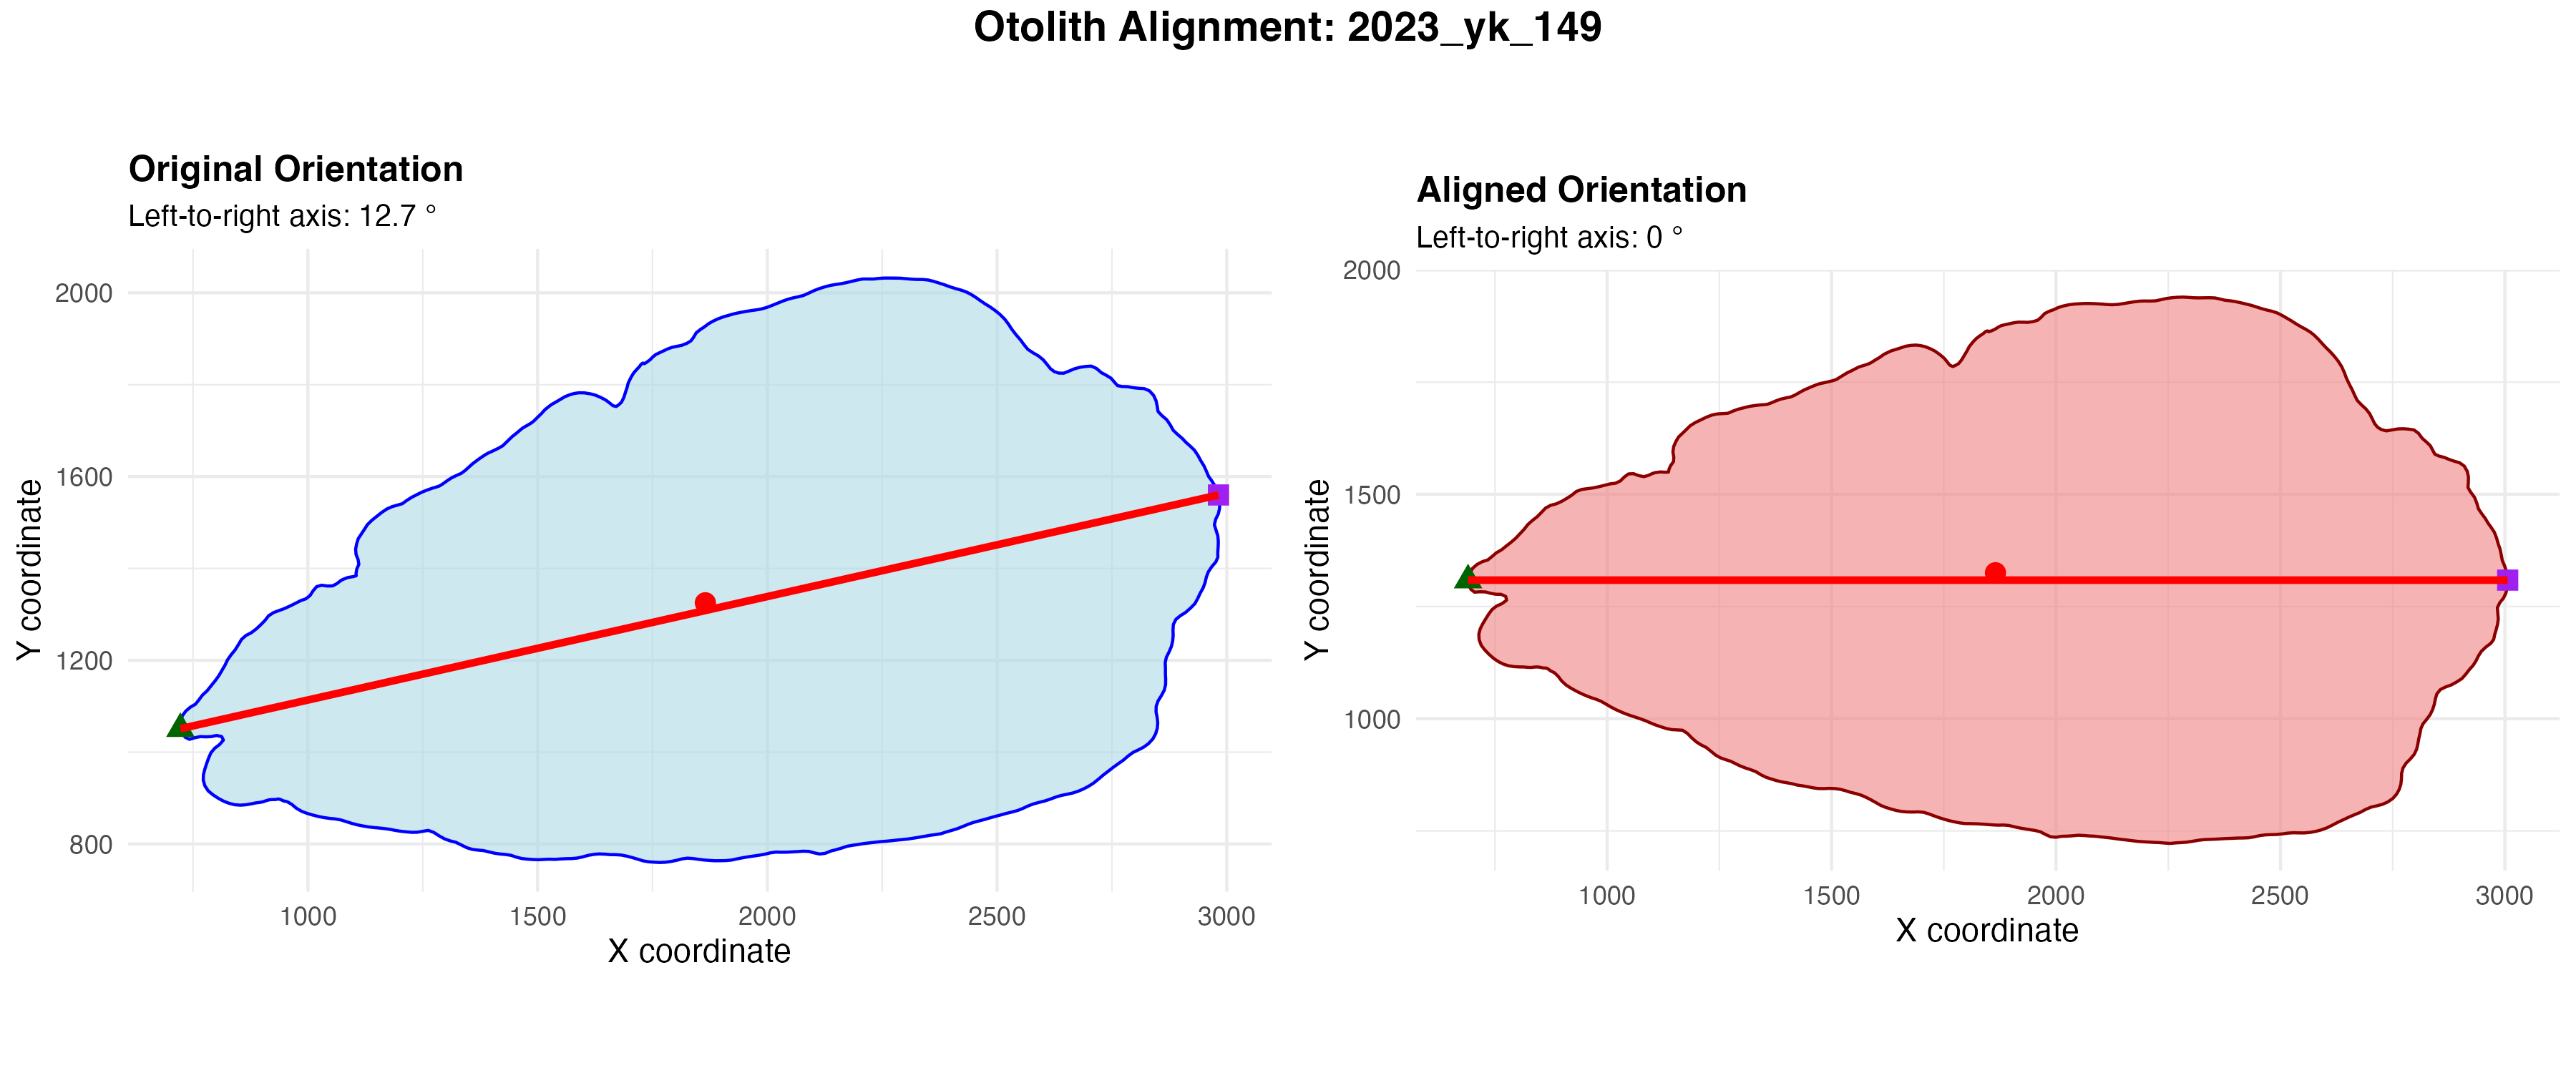 Otolith Alignment: 2023_yk_149
Original Orientation
Left-to-right axis: 12.7 °
2000
1600
1200
800
Y coordinate
1000 1500 2000 2500 3000
X coordinate
Aligned Orientation
Left-to-right axis: 0 °
2000
1500
1000
Y coordinate
1000 1500 2000 2500 3000
X coordinate